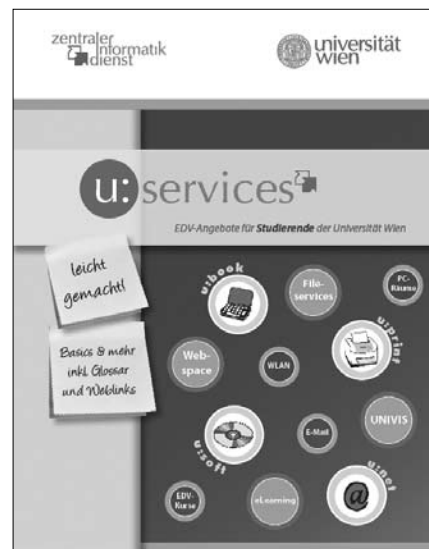 zentraler
informatik
dienst
universität
wien
u:services
EDV-Angebote für Studierende der Universität Wien
leicht
gemacht!
Basics & mehr
inkl. Glossar
und Weblinks
u:book
File-
services
PC-
Räume
Web-
space
WLAN
u:print
u:soft
E-Mail
UNIVIS
EDV-
Kurse
eLearning
u:net
@